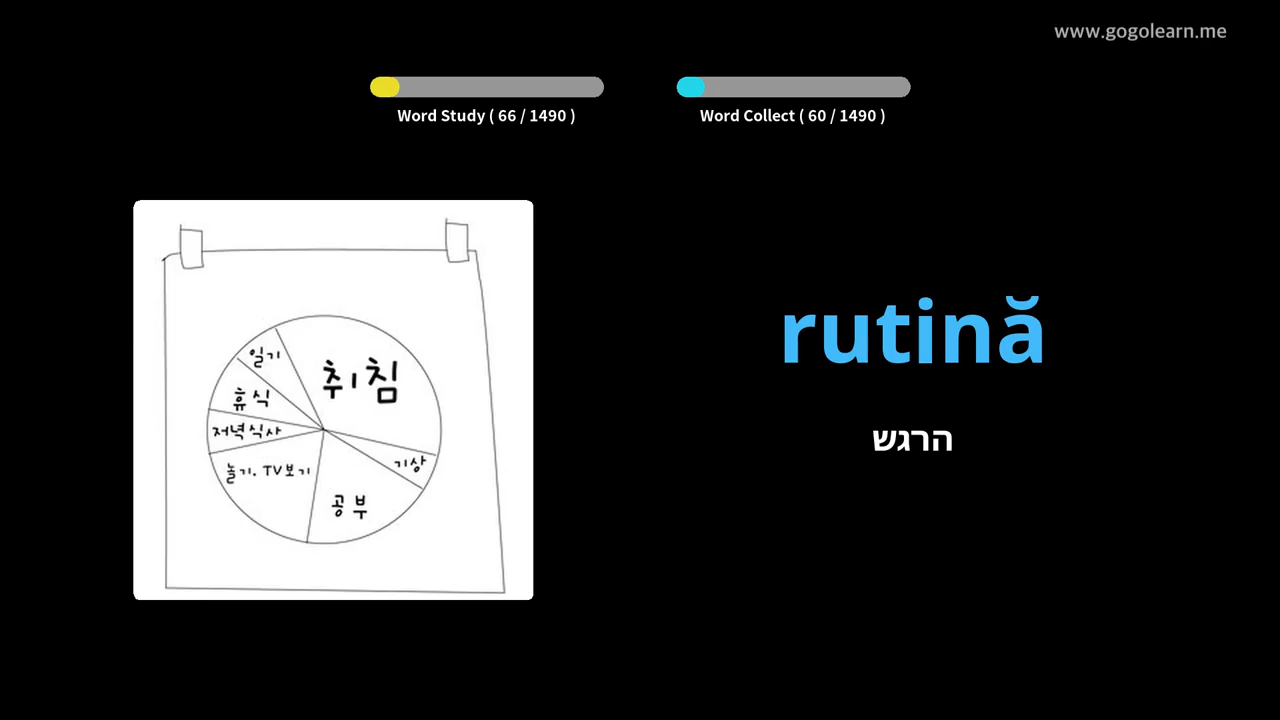 www.gogolearn.me
Word Study ( 66 / 1490 )
Word Collect ( 60 / 1490 )
일기
취침
휴식
저녁식사
놀기. TV보기
기상
공부
rutină
הרגש